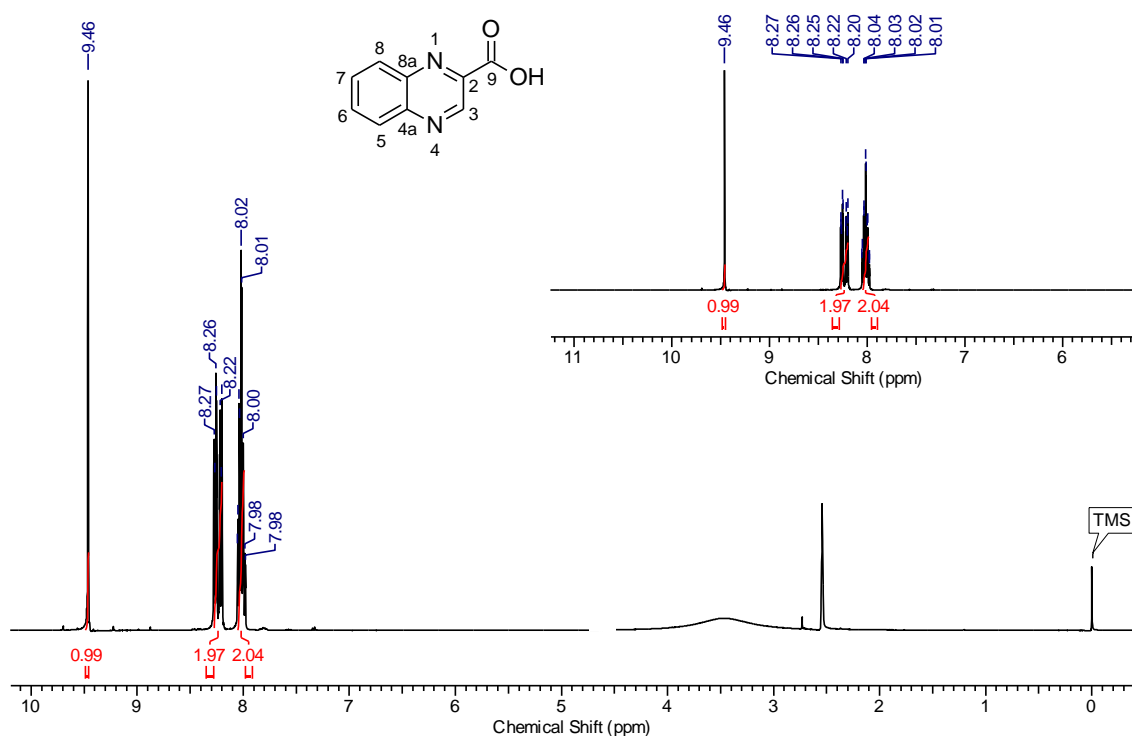 9.46
8.27
8.26
8.22
8.02
8.01
8.00
7.98
7.98
0.99
1.97
2.04
10 9 8 7 6 5 4 3 2 1 0
Chemical Shift (ppm)
Chemical Shift (ppm)
1
8
8a
N
O
7
2
9
OH
6
4a
3
5
N
4
9.46
8.27
8.26
8.25
8.22
8.20
8.04
8.03
8.02
8.01
0.99
1.97
2.04
11 10 9 8 7 6
Chemical Shift (ppm)
TMS